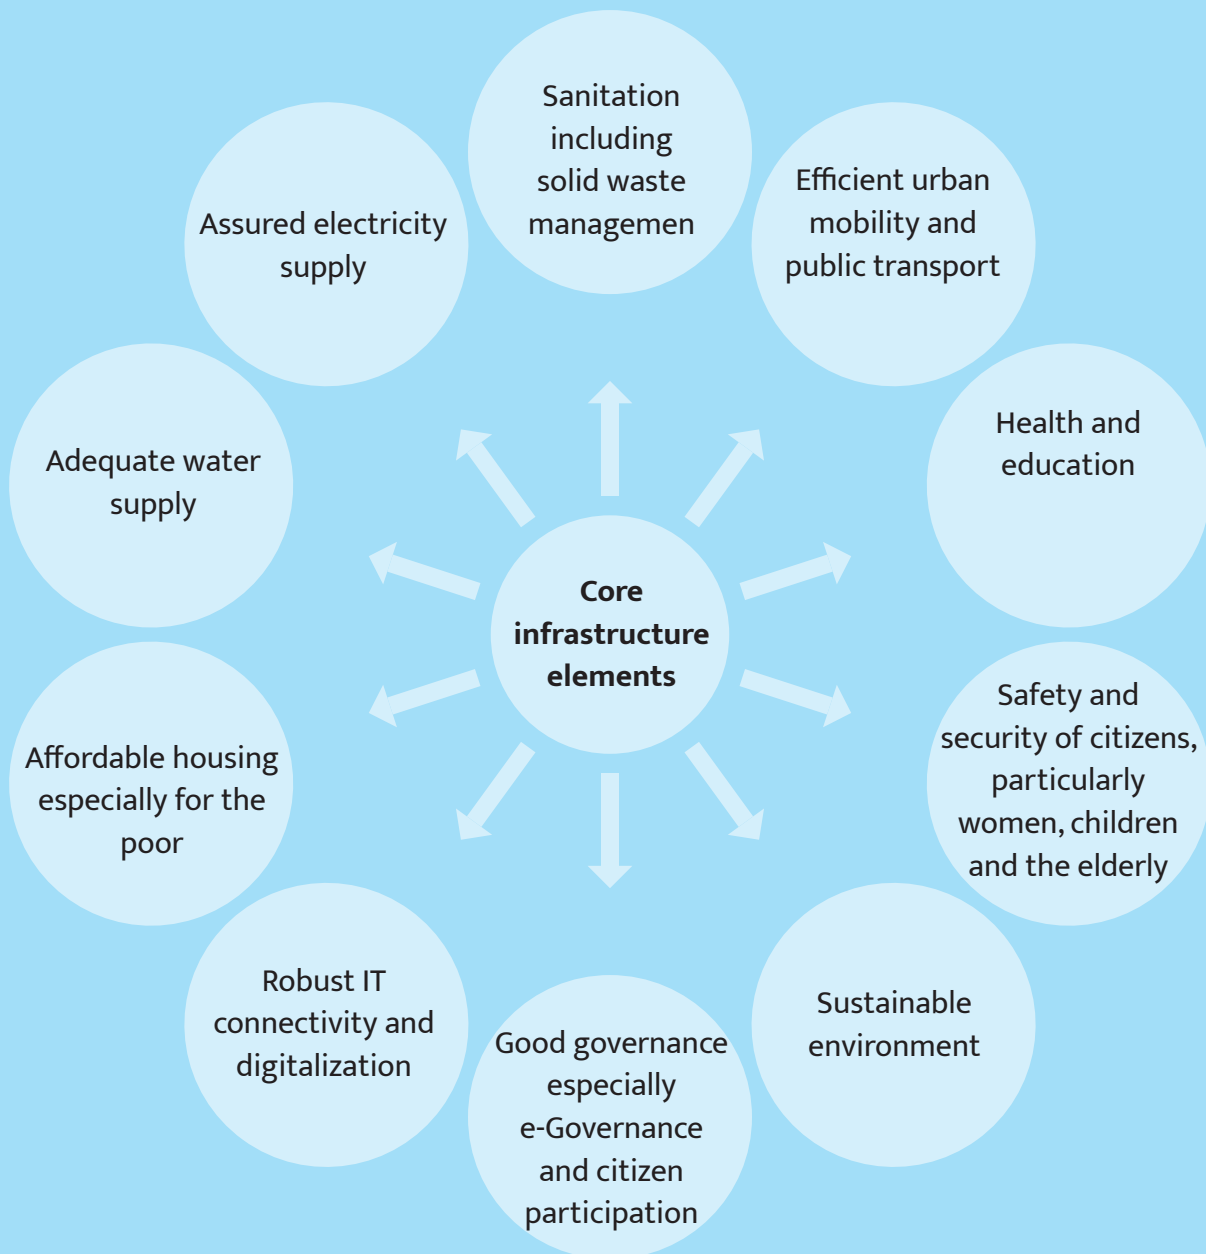 Sanitation
including
solid waste
managemen
Efficient urban
mobility and
public transport
Health and
education
Safety and
security of citizens,
particularly
women, children
and the elderly
Sustainable
environment
Good governance
especially
e-Governance
and citizen
participation
Robust IT
connectivity and
digitalization
Affordable housing
especially for the
poor
Adequate water
supply
Assured electricity
supply
Core
infrastructure
elements